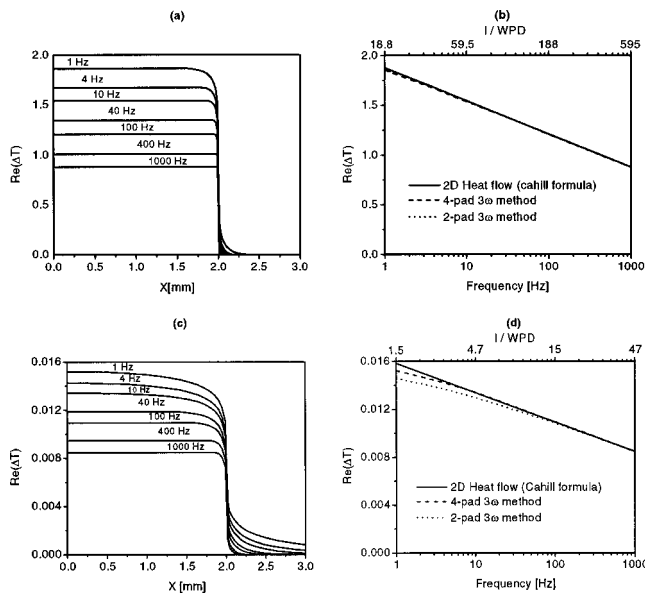 (a)
2.0
1.5
1.0
0.5
0.0
Re(ΔT)
1 Hz
4 Hz
10 Hz
40 Hz
100 Hz
400 Hz
1000 Hz
0.0 0.5 1.0 1.5 2.0 2.5 3.0
X[mm]
(b)
l / WPD
18.8 59.5 188 595
2.0
1.5
1.0
0.5
0.0
Re(ΔT)
2D Heat flow (cahill formula)
4-pad 3ω method
2-pad 3ω method
1 10 100 1000
Frequency [Hz]
(c)
0.016
0.012
0.008
0.004
0.000
Re(ΔT)
1 Hz
4 Hz
10 Hz
40 Hz
100 Hz
400 Hz
1000 Hz
0.0 0.5 1.0 1.5 2.0 2.5 3.0
X [mm]
(d)
l / WPD
1.5 4.7 15 47
0.016
0.012
0.008
0.004
0.000
Re(ΔT)
2D Heat flow (Cahill formula)
4-pad 3ω method
2-pad 3ω method
1 10 100 1000
Frequency [Hz]